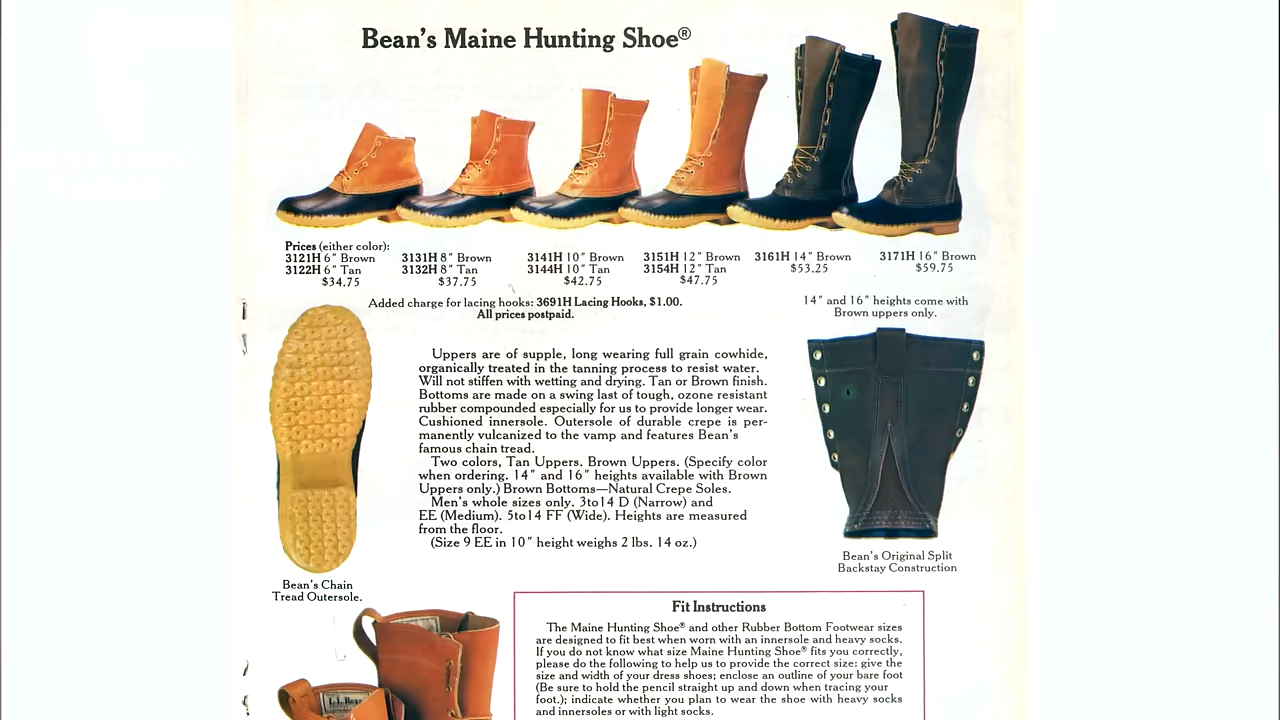 Bean's Maine Hunting Shoe®
Prices (either color):
3121H 6" Brown
3122H 6" Tan
$34.75
3131H 8" Brown
3132H 8" Tan
$37.75
3141H 10" Brown
3144H 10" Tan
$42.75
3151H 12" Brown
3154H 12" Tan
$47.75
3161H 14" Brown
$53.25
3171H 16" Brown
$59.75
Added charge for lacing hooks: 3691H Lacing Hooks, $1.00.
All prices postpaid.
14" and 16" heights come with
Brown uppers only.
Uppers are of supple, long wearing full grain cowhide,
organically treated in the tanning process to resist water.
Will not stiffen with wetting and drying. Tan or Brown finish.
Bottoms are made on a swing last of tough, ozone resistant
rubber compounded especially for us to provide longer wear.
Cushioned innersole. Outersole of durable crepe is per-
manently vulcanized to the vamp and features Bean's
famous chain tread.
Two colors, Tan Uppers. Brown Uppers. (Specify color
when ordering. 14" and 16" heights available with Brown
Uppers only.) Brown Bottoms—Natural Crepe Soles.
Men's whole sizes only. 3to14 D (Narrow) and
EE (Medium). 5to14 FF (Wide). Heights are measured
from the floor.
(Size 9 EE in 10" height weighs 2 lbs. 14 oz.)
Bean's Chain
Tread Outersole.
Bean's Original Split
Backstay Construction
Fit Instructions
The Maine Hunting Shoe® and other Rubber Bottom Footwear sizes
are designed to fit best when worn with an innersole and heavy socks.
If you do not know what size Maine Hunting Shoe® fits you correctly,
please do the following to help us to provide the correct size: give the
size and width of your dress shoes; enclose an outline of your bare foot
(Be sure to hold the pencil straight up and down when tracing your
foot.); indicate whether you plan to wear the shoe with heavy socks
and innersoles or with light socks.